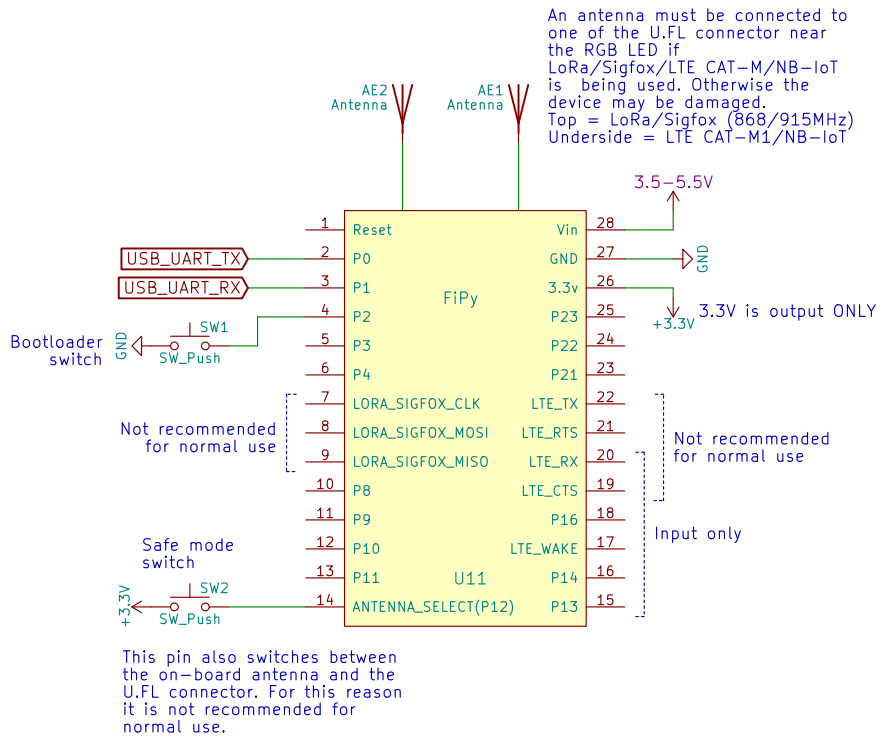 An antenna must be connected to
one of the U.FL connector near
the RGB LED if
LoRa/Sigfox/LTE CAT-M/NB-IoT
is being used. Otherwise the
device may be damaged.
Top = LoRa/Sigfox (868/915MHz)
Underside = LTE CAT-M1/NB-IoT
AE2
Antenna
AE1
Antenna
3.5-5.5V
1 Reset
Vin 28
USB_UART_TX
2 P0
GND 27
GND
USB_UART_RX
3 P1
3.3v 26
FiPy
3.3V is output ONLY
+3.3V
4 P2
P23 25
SW1
SW_Push
GND
Bootloader
switch
5 P3
P22 24
6 P4
P21 23
7 LORA_SIGFOX_CLK
LTE_TX 22
8 LORA_SIGFOX_MOSI
LTE_RTS 21
9 LORA_SIGFOX_MISO
LTE_RX 20
Not recommended
for normal use
Not recommended
for normal use
10 P8
LTE_CTS 19
11 P9
P16 18
Input only
12 P10
LTE_WAKE 17
13 P11
U11
P14 16
14 ANTENNA_SELECT(P12)
P13 15
Safe mode
switch
SW2
SW_Push
+3.3V
This pin also switches between
the on-board antenna and the
U.FL connector. For this reason
it is not recommended for
normal use.